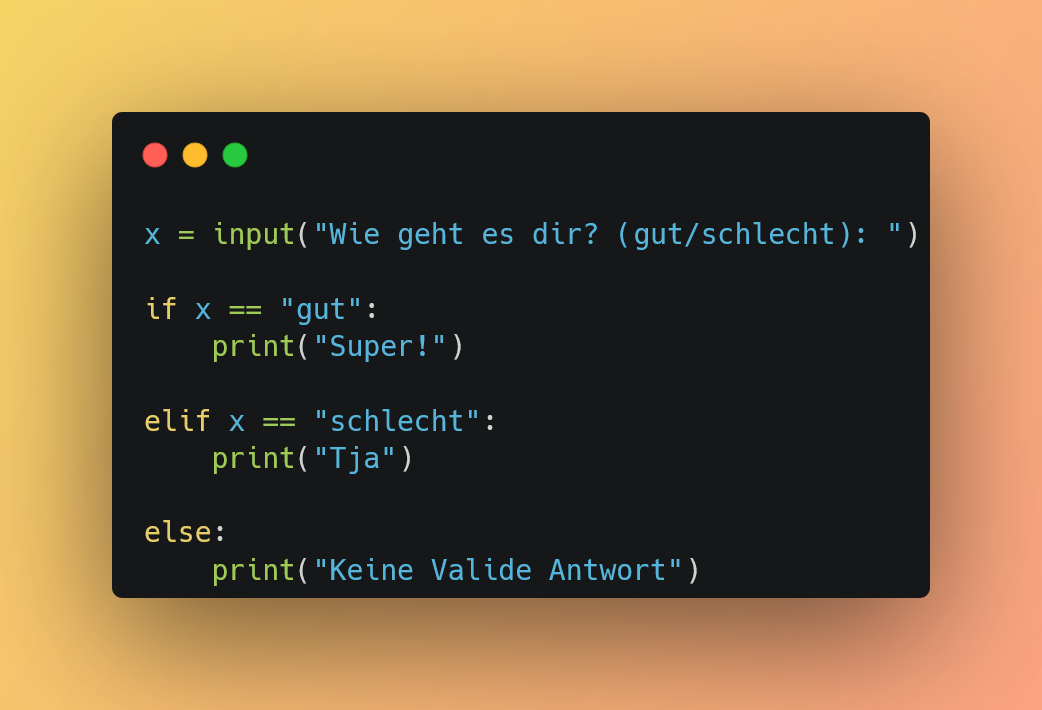 x = input("Wie geht es dir? (gut/schlecht): ")
if x == "gut":
    print("Super!")
elif x == "schlecht":
    print("Tja")
else:
    print("Keine Valide Antwort")